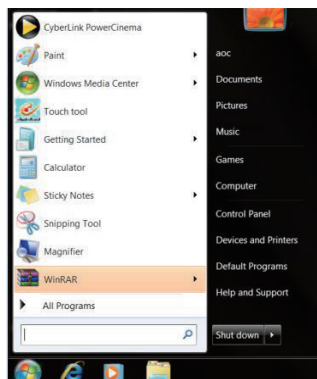 CyberLink PowerCinema
Paint
Windows Media Center
Touch tool
Getting Started
Calculator
Sticky Notes
Snipping Tool
Magnifier
WinRAR
All Programs
aoc
Documents
Pictures
Music
Games
Computer
Control Panel
Devices and Printers
Default Programs
Help and Support
Shut down